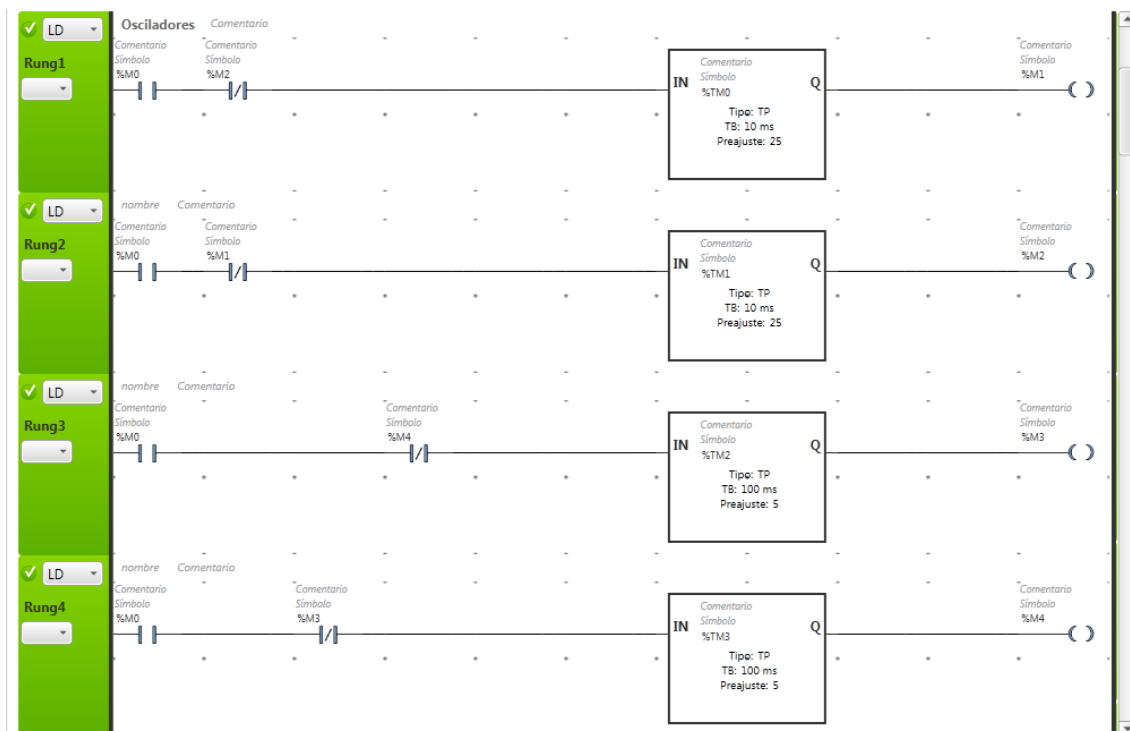 LD Osciladores Comentario
Comentario Comentario Comentario
Rung1 Símbolo Símbolo Comentario Símbolo
%M0 %M2 IN Símbolo Q %M1
%TM0
Tipo: TP
TB: 10 ms
Preajuste: 25
LD nombre Comentario
Comentario Comentario Comentario
Rung2 Símbolo Símbolo Comentario Símbolo
%M0 %M1 IN Símbolo Q %M2
%TM1
Tipo: TP
TB: 10 ms
Preajuste: 25
LD nombre Comentario
Comentario Comentario Comentario
Rung3 Símbolo Símbolo Comentario Símbolo
%M0 %M4 IN Símbolo Q %M3
%TM2
Tipo: TP
TB: 100 ms
Preajuste: 5
LD nombre Comentario
Comentario Comentario Comentario
Rung4 Símbolo Símbolo Comentario Símbolo
%M0 %M3 IN Símbolo Q %M4
%TM3
Tipo: TP
TB: 100 ms
Preajuste: 5